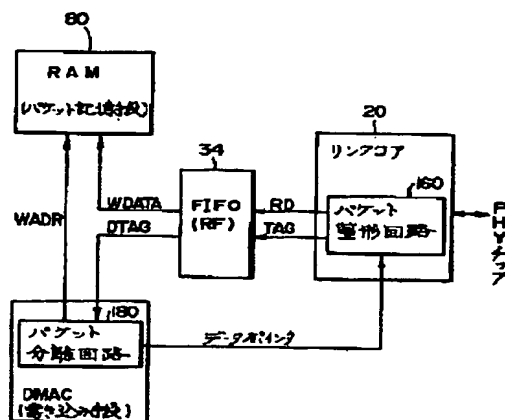 80
RAM
(パケット記憶手段)
34
20
リンクコア
160
WADR
WDATA
DTAG
FIFO
(RF)
RD
TAG
パケット
整形回路
PHYチップ
180
パケット
分離回路
データポインタ
DMAC
(書き込み手段)